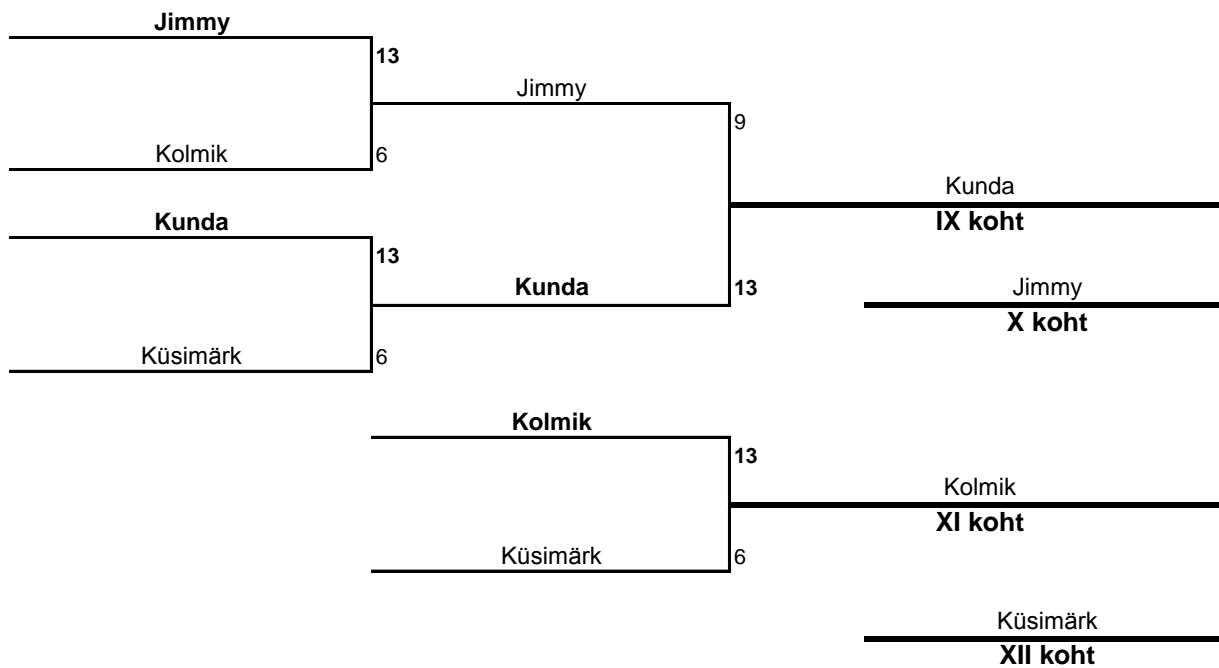 Jimmy
13
Jimmy
9
Kolmik
6
Kunda
IX koht
Kunda
13
Kunda
13
Jimmy
X koht
Küsimärk
6
Kolmik
13
Kolmik
XI koht
Küsimärk
6
Küsimärk
XII koht